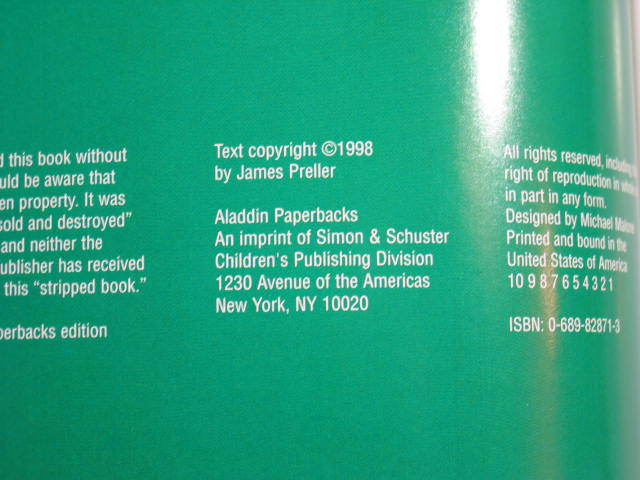 d this book without
uld be aware that
en property. It was
sold and destroyed"
and neither the
ublisher has received
this "stripped book."
perbacks edition
Text copyright ©1998
by James Preller
Aladdin Paperbacks
An imprint of Simon & Schuster
Children's Publishing Division
1230 Avenue of the Americas
New York, NY 10020
All rights reserved, including
right of reproduction in
in part in any form.
Designed by Michael
Printed and bound in the
United States of America
10 9 8 7 6 5 4 3 2 1
ISBN: 0-689-82871-3